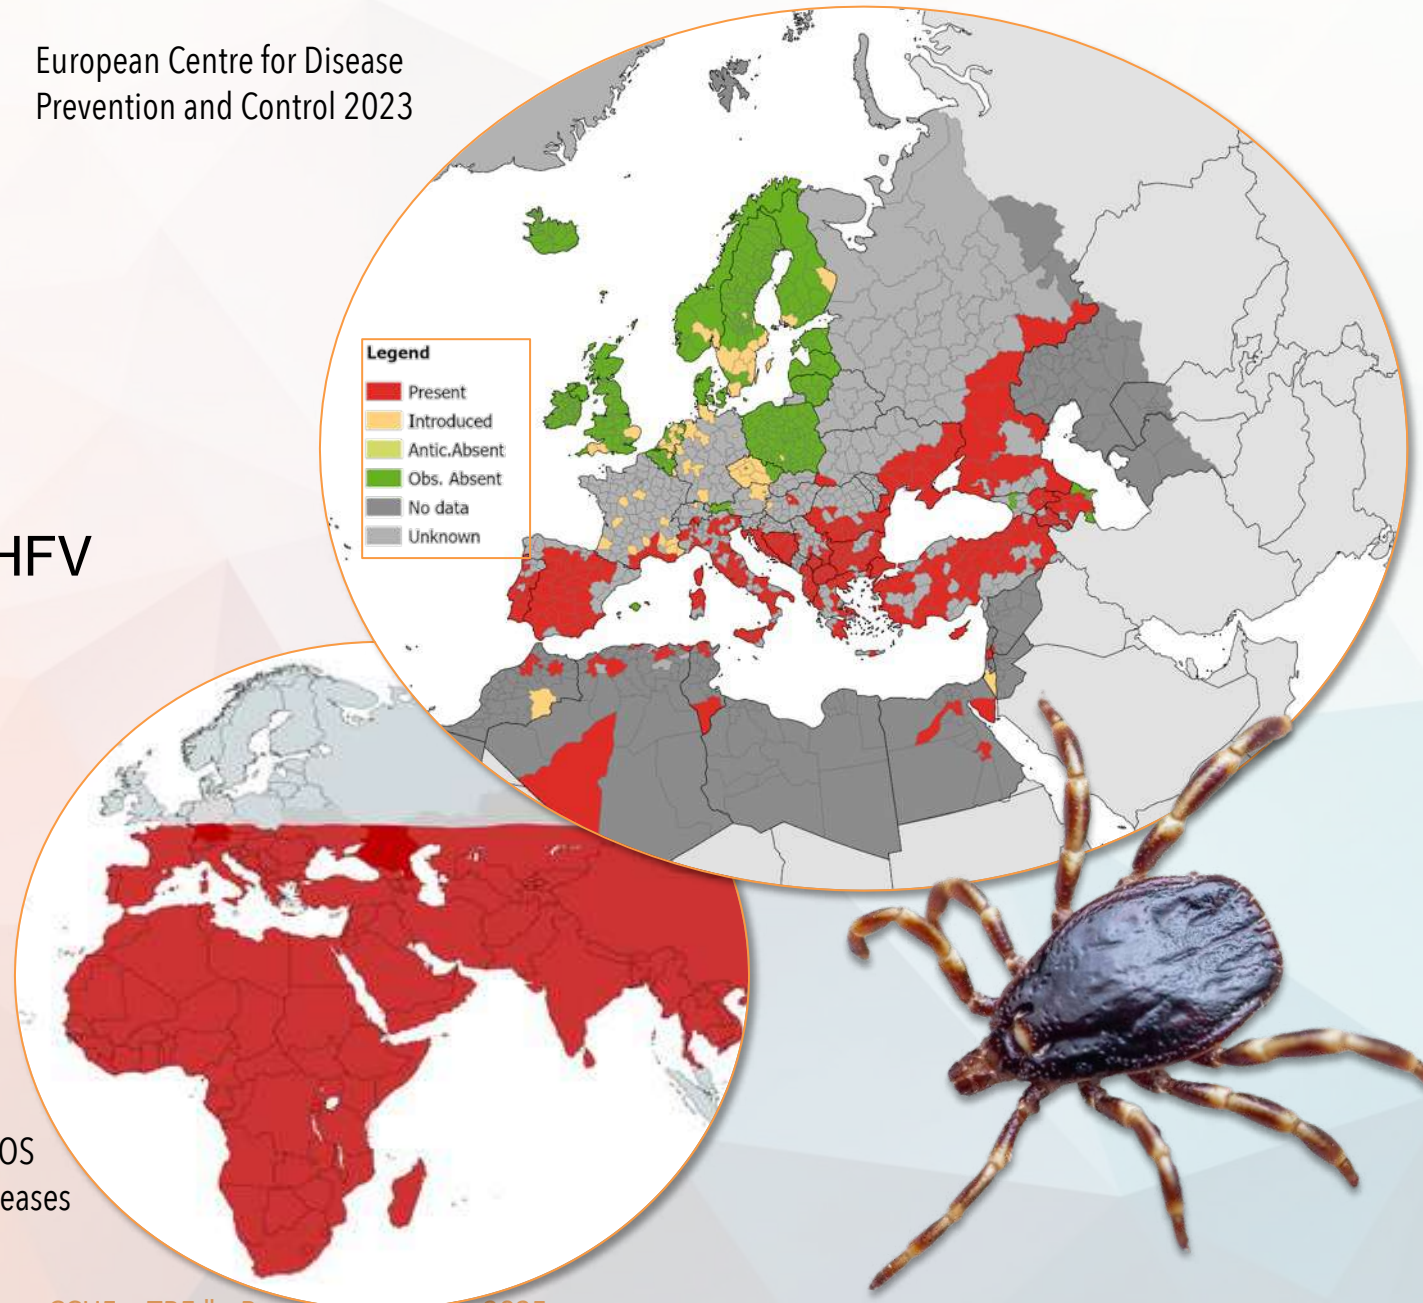 European Centre for Disease
Prevention and Control 2023
Legend
Present
Introduced
Antic.Absent
Obs. Absent
No data
Unknown
HFV
OS
eases